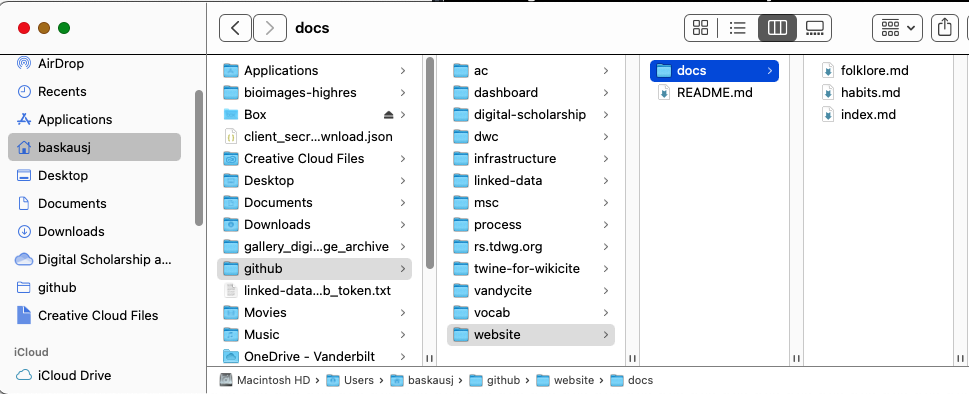 docs
AirDrop
Recents
Applications
baskausj
Desktop
Documents
Downloads
Digital Scholarship a...
github
Creative Cloud Files
iCloud
iCloud Drive
Applications
bioimages-highres
Box
client_secr...wnload.json
Creative Cloud Files
Desktop
Documents
Downloads
gallery_digi...ge_archive
github
linked-data...b_token.txt
Movies
Music
OneDrive - Vanderbilt
ac
dashboard
digital-scholarship
dwc
infrastructure
linked-data
msc
process
rs.tdwg.org
twine-for-wikicite
vandycite
vocab
website
docs
README.md
folklore.md
habits.md
index.md
Macintosh HD › Users › baskausj › github › website › docs